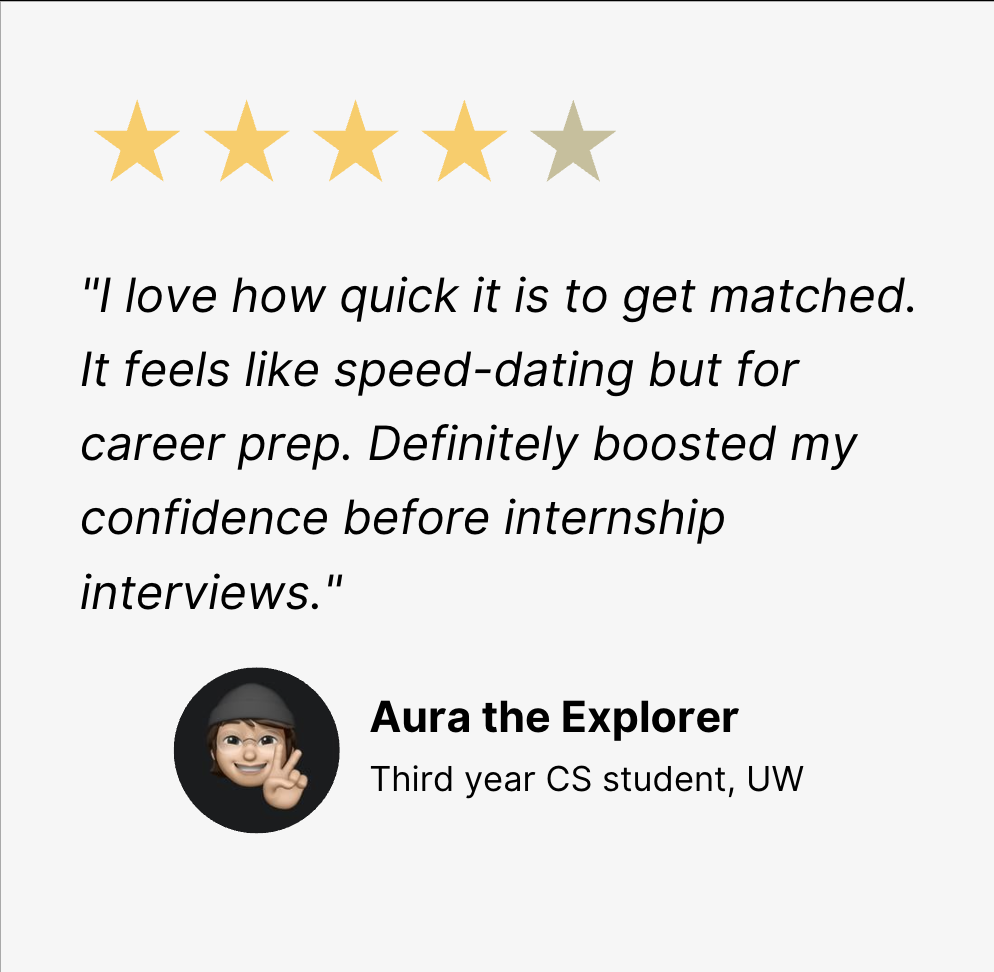 "I love how quick it is to get matched.
It feels like speed-dating but for
career prep. Definitely boosted my
confidence before internship
interviews."
Aura the Explorer
Third year CS student, UW